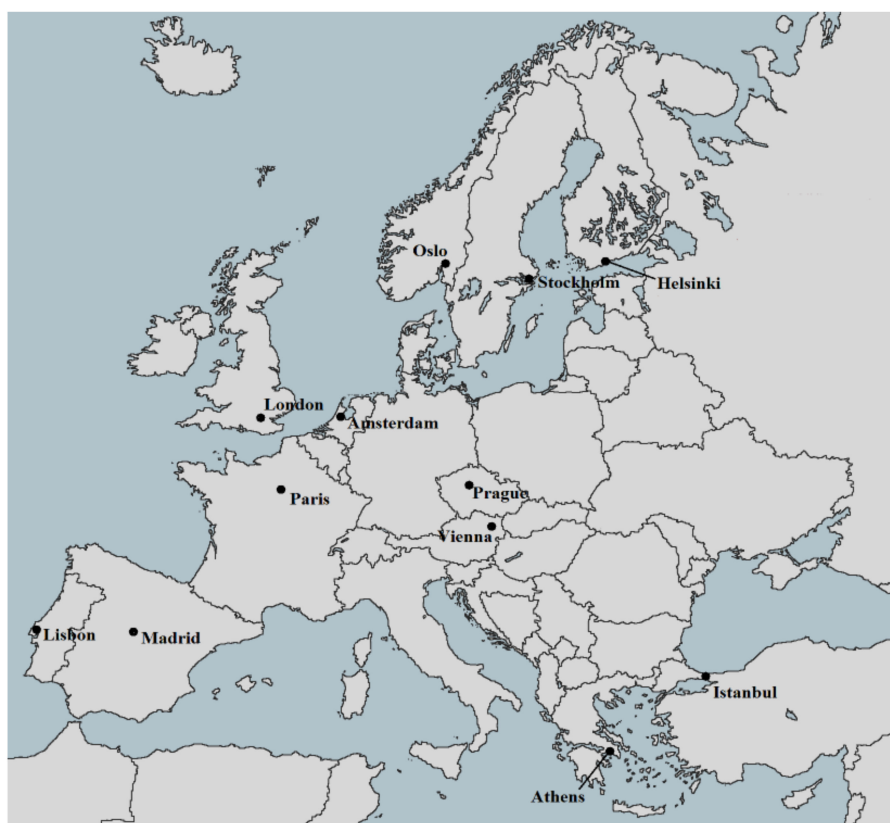 Oslo
Stockholm
Helsinki
London
Amsterdam
Paris
Prague
Vienna
Lisbon
Madrid
Istanbul
Athens